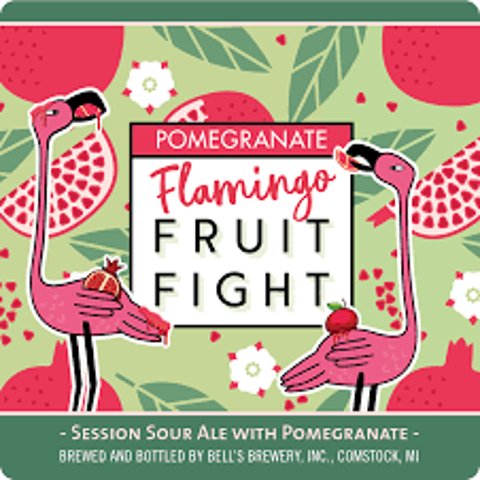 POMEGRANATE
Flamingo
FRUIT
FIGHT
- SESSION SOUR ALE WITH POMEGRANATE -
BREWED AND BOTTLED BY BELL'S BREWERY, INC., COMSTOCK, MI